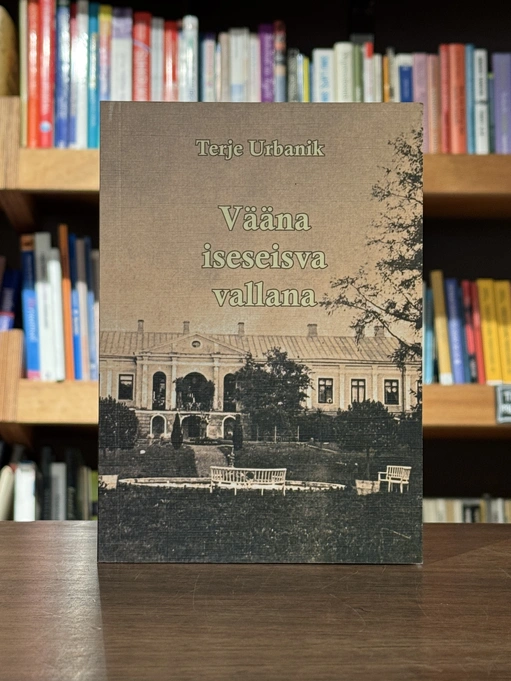 Terje Urbanik
Vääna
iseseisva
vallana